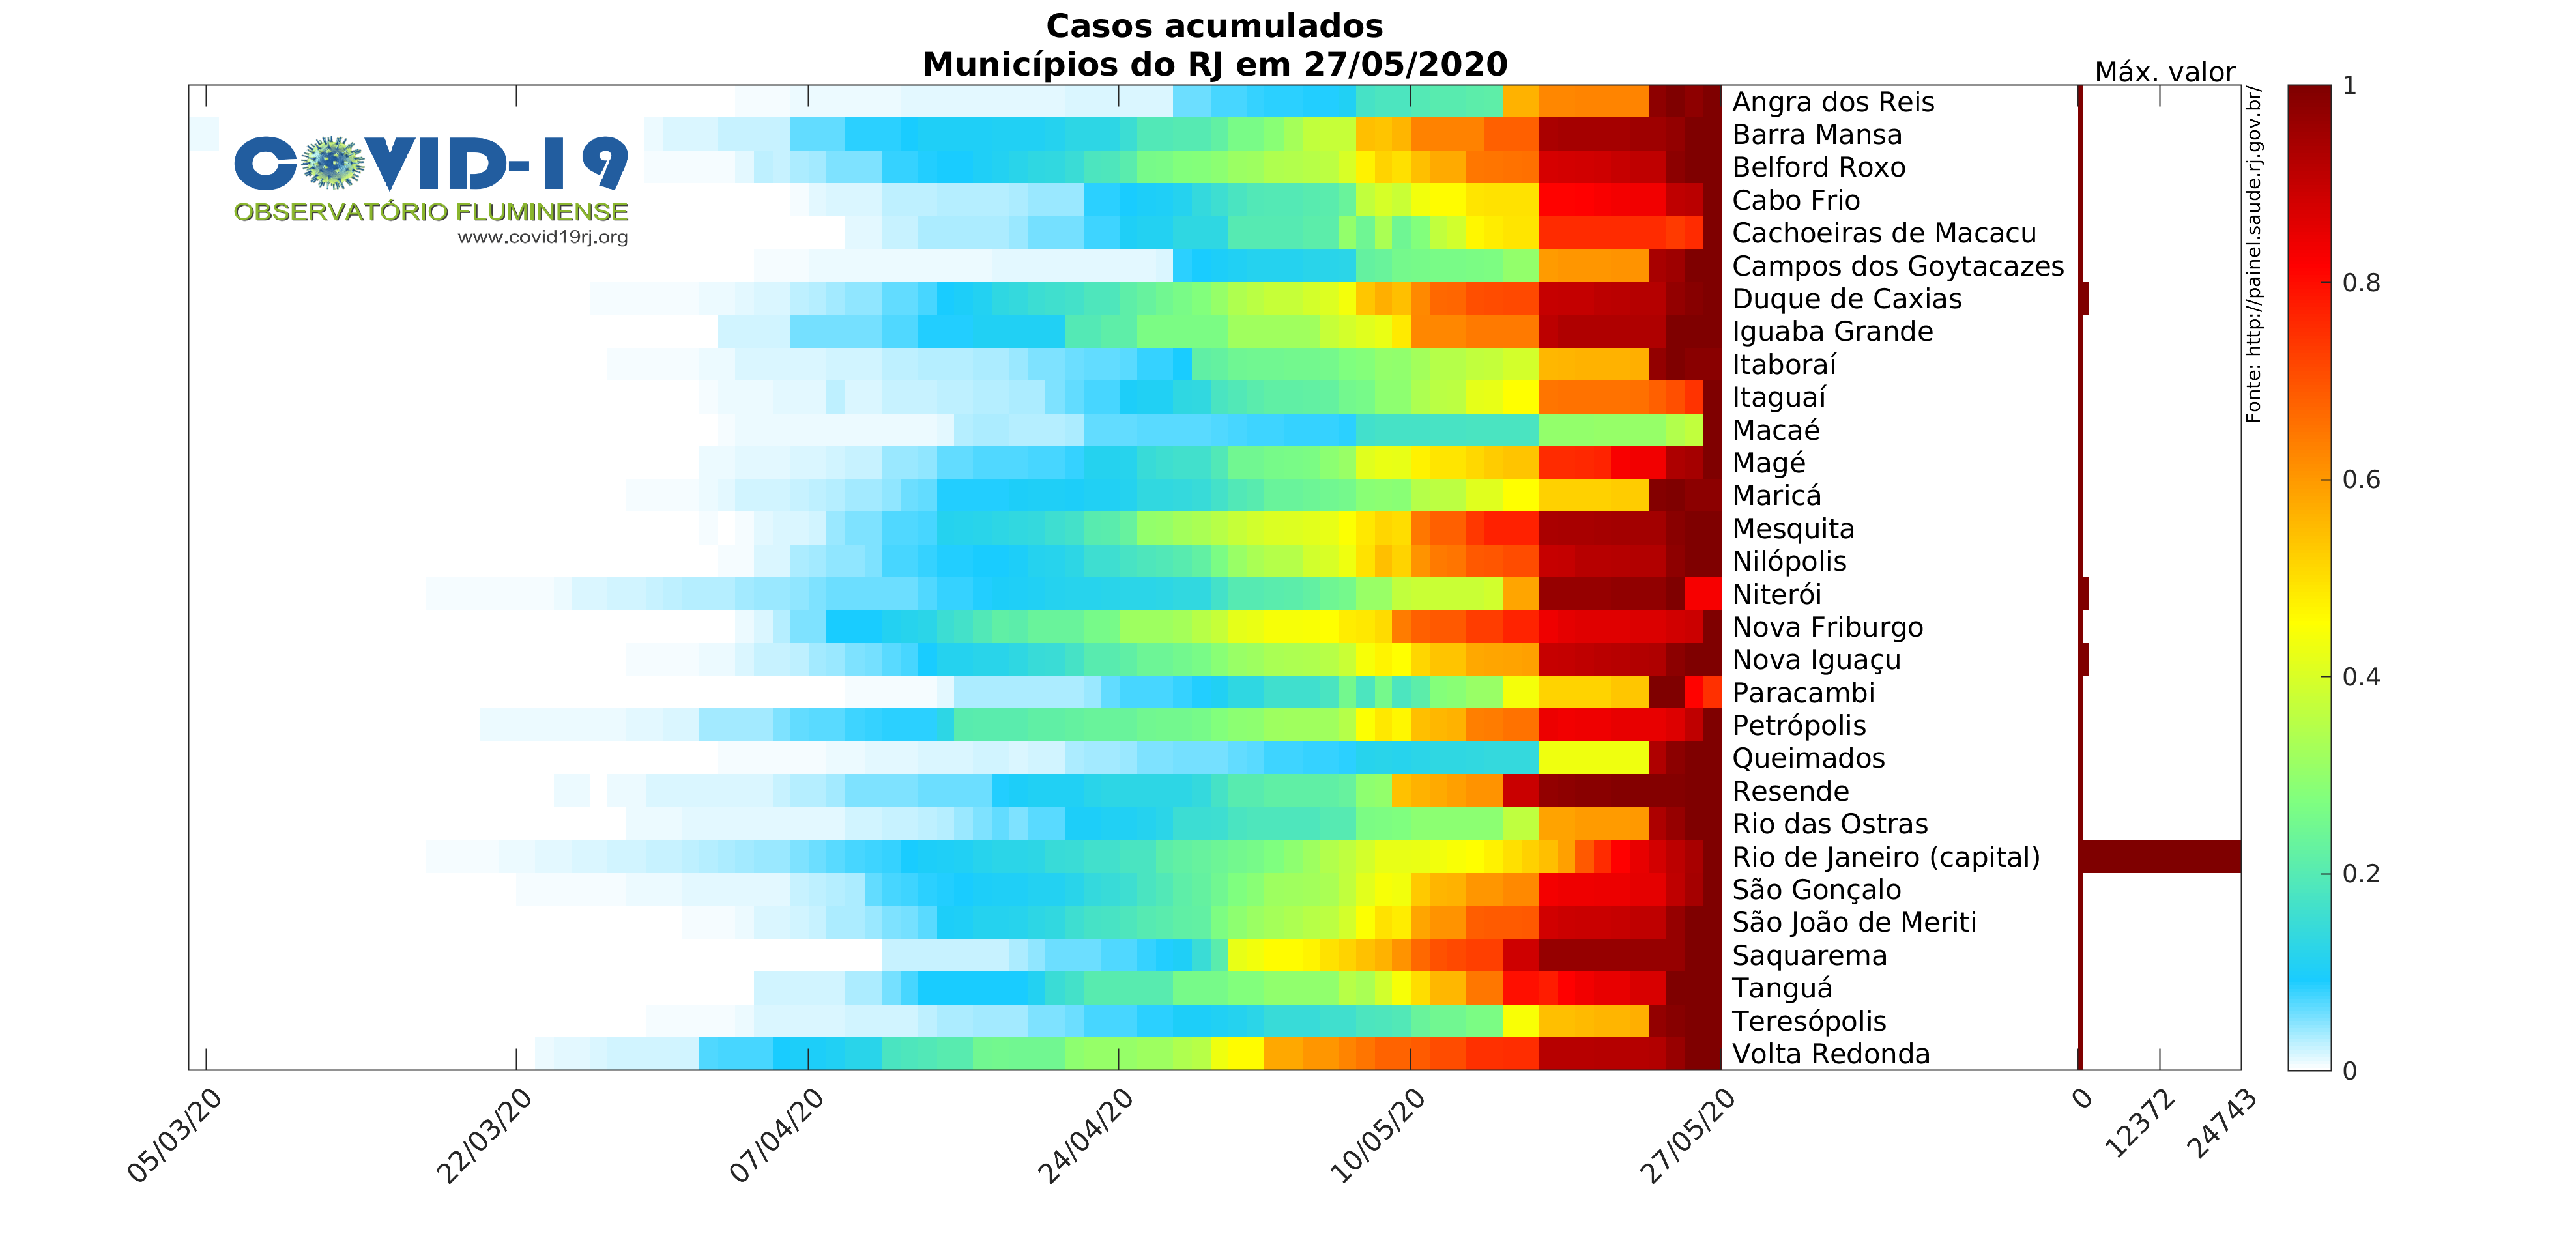 Casos acumulados
Municípios do RJ em 27/05/2020
Máx. valor
COVID-19
OBSERVATÓRIO FLUMINENSE
www.covid19rj.org
Angra dos Reis
Barra Mansa
Belford Roxo
Cabo Frio
Cachoeiras de Macacu
Campos dos Goytacazes
Duque de Caxias
Iguaba Grande
Itaboraí
Itaguaí
Macaé
Magé
Maricá
Mesquita
Nilópolis
Niterói
Nova Friburgo
Nova Iguaçu
Paracambi
Petrópolis
Queimados
Resende
Rio das Ostras
Rio de Janeiro (capital)
São Gonçalo
São João de Meriti
Saquarema
Tanguá
Teresópolis
Volta Redonda
Fonte: http://painel.saude.rj.gov.br/
1
0.8
0.6
0.4
0.2
0
05/03/20
22/03/20
07/04/20
24/04/20
10/05/20
27/05/20
0
12372
24743